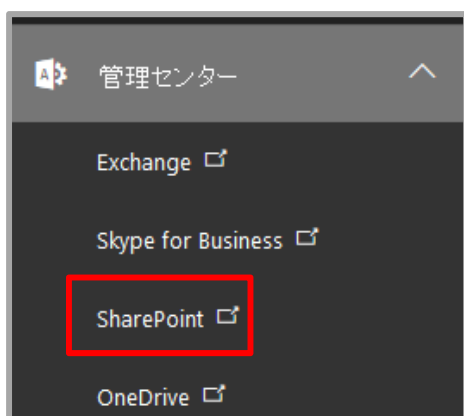 管理センター
Exchange
Skype for Business
SharePoint
OneDrive